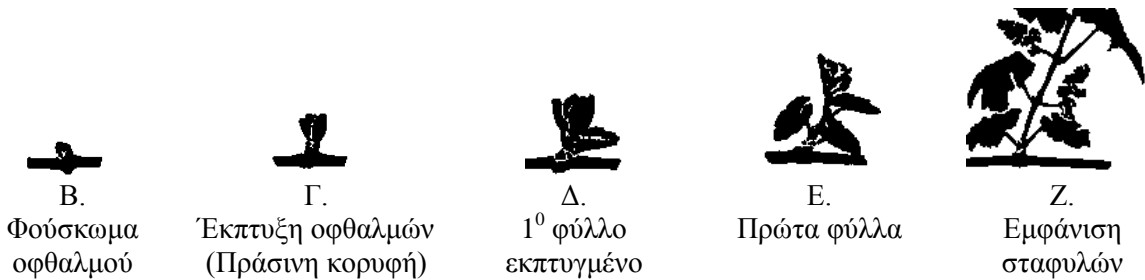 Β. Γ. Δ. Ε. Ζ.
Φούσκωμα Έκπτυξη οφθαλμών 1⁰ φύλλο Πρώτα φύλλα Εμφάνιση
οφθαλμού (Πράσινη κορυφή) εκπτυγμένο σταφυλών